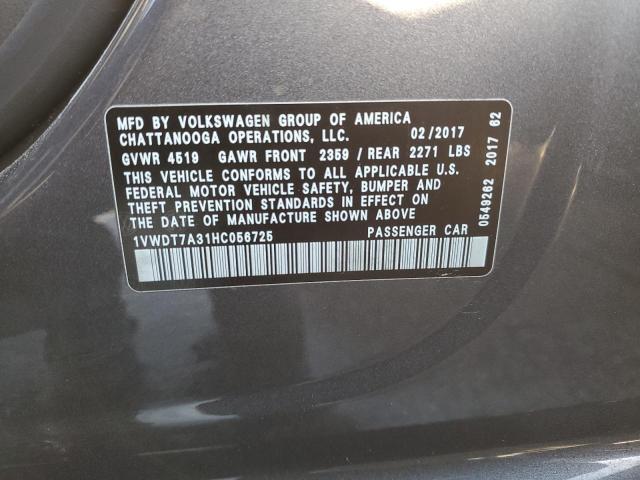 MFD BY VOLKSWAGEN GROUP OF AMERICA
CHATTANOOGA OPERATIONS, LLC. 02/2017
GVWR 4519 GAWR FRONT 2359 / REAR 2271 LBS
THIS VEHICLE CONFORMS TO ALL APPLICABLE U.S.
FEDERAL MOTOR VEHICLE SAFETY, BUMPER AND
THEFT PREVENTION STANDARDS IN EFFECT ON
THE DATE OF MANUFACTURE SHOWN ABOVE
1VWDT7A31HC056725 PASSENGER CAR
0549262 2017 62